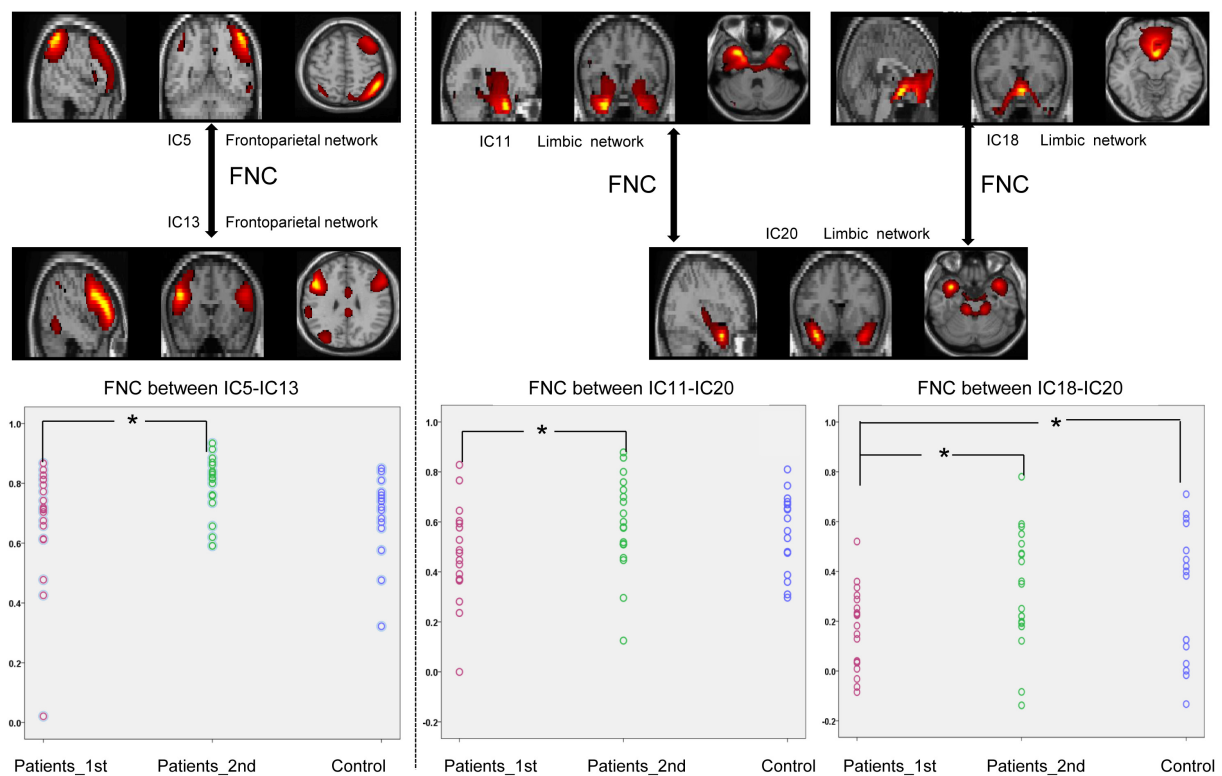 IC5 Frontoparietal network
FNC
IC13 Frontoparietal network
IC11 Limbic network
FNC
IC18 Limbic network
FNC
IC20 Limbic network
FNC between IC5-IC13
*
1.0
0.8
0.6
0.4
0.2
0.0
Patients_1st Patients_2nd Control
FNC between IC11-IC20
*
1.0
0.8
0.6
0.4
0.2
0.0
-0.2
Patients_1st Patients_2nd Control
FNC between IC18-IC20
*
*
1.0
0.8
0.6
0.4
0.2
0.0
-0.2
Patients_1st Patients_2nd Control